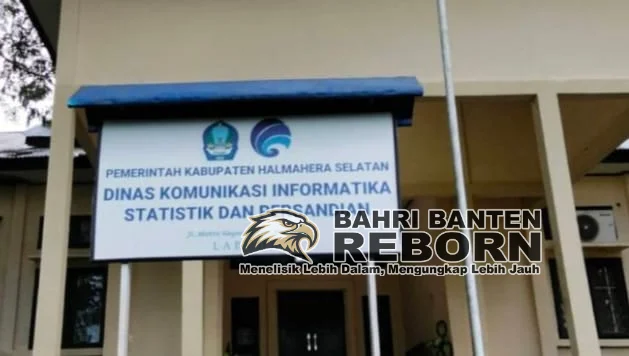 PEMERINTAH KABUPATEN HALMAHERA SELATAN
DINAS KOMUNIKASI INFORMATIKA
STATISTIK DAN PERSANDIAN
BAHRI BANTEN
REBORN
Menelisik Lebih Dalam, Mengungkap Lebih Jauh